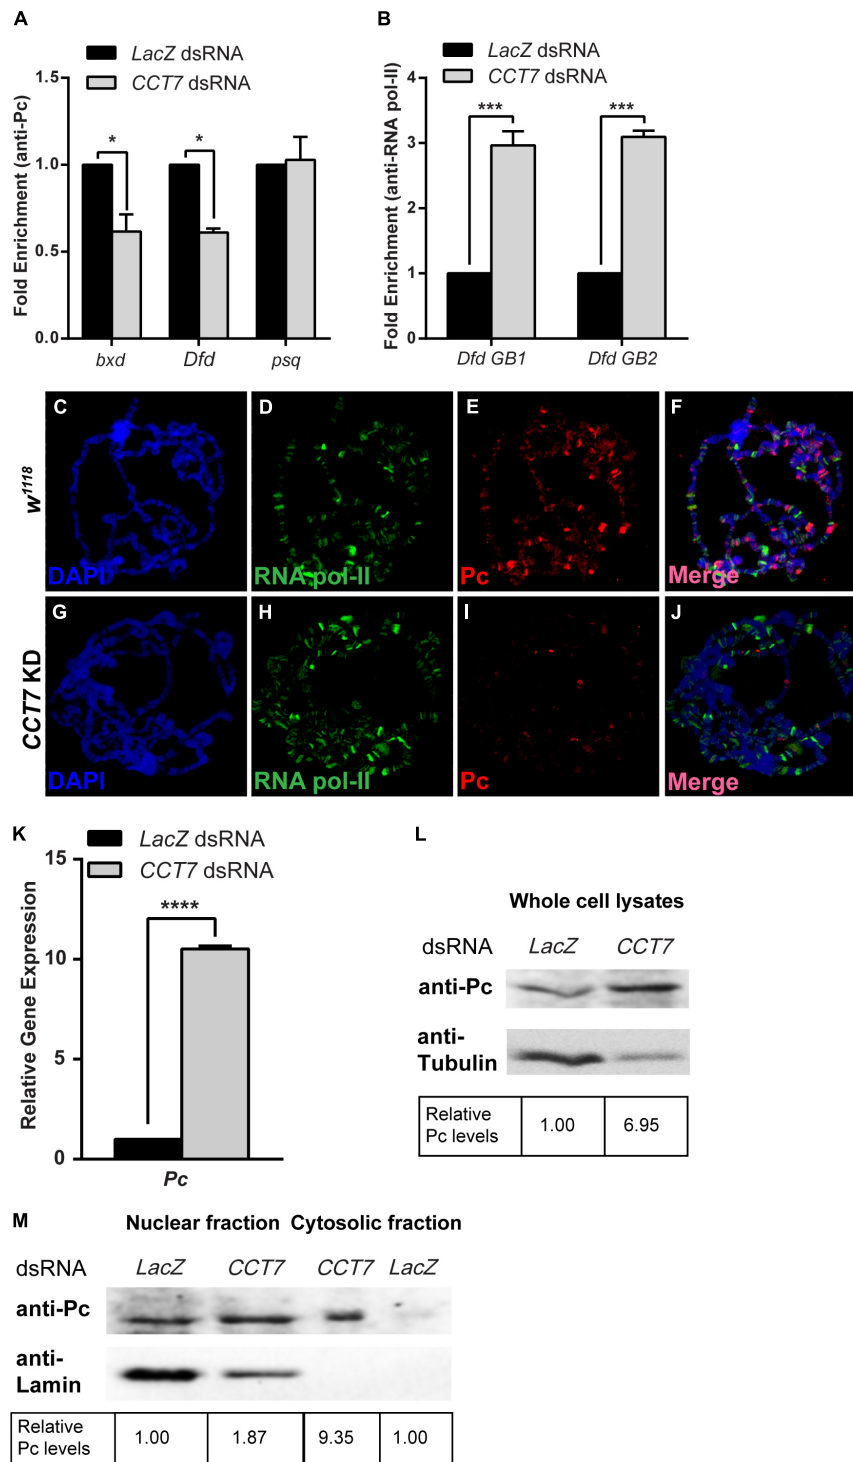 A
LacZ dsRNA
CCT7 dsRNA
Fold Enrichment (anti-Pc)
1.5
1.0
0.5
0.0
*
*
bxd
Dfd
psq
B
LacZ dsRNA
CCT7 dsRNA
Fold Enrichment (anti-RNA pol-II)
4
3
2
1
0
***
***
Dfd GB1
Dfd GB2
w1118
C
DAPI
D
RNA pol-II
E
Pc
F
Merge
CCT7 KD
G
DAPI
H
RNA pol-II
I
Pc
J
Merge
K
LacZ dsRNA
CCT7 dsRNA
Relative Gene Expression
15
10
5
0
****
Pc
L
Whole cell lysates
dsRNA LacZ CCT7
anti-Pc
anti-
Tubulin
Relative
Pc levels
1.00
6.95
M
Nuclear fraction Cytosolic fraction
dsRNA LacZ CCT7 CCT7 LacZ
anti-Pc
anti-
Lamin
Relative
Pc levels
1.00
1.87
9.35
1.00